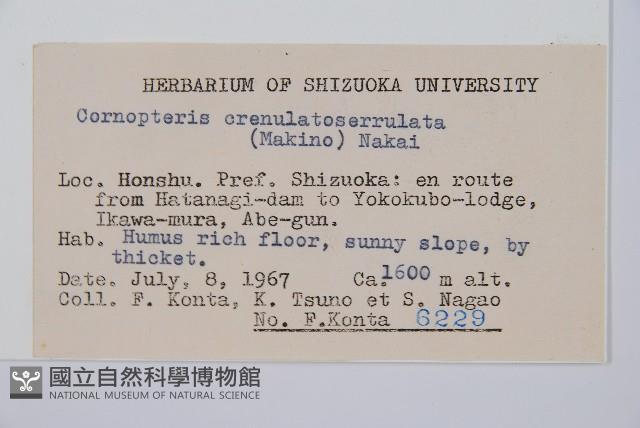 HERBARIUM OF SHIZUOKA UNIVERSITY
Cornopteris crenulatoserrulata
(Makino) Nakai
Loc. Honshu. Pref. Shizuoka: en route
from Hatanagi-dam to Yokokubo-lodge,
Ikawa-mura, Abe-gun.
Hab. Humus rich floor, sunny slope, by
thicket.
Date. July, 8, 1967 Ca. 1600 m alt.
Coll. F. Konta, K. Tsuno et S. Nagao
No. F.Konta 6229
國立自然科學博物館
NATIONAL MUSEUM OF NATURAL SCIENCE